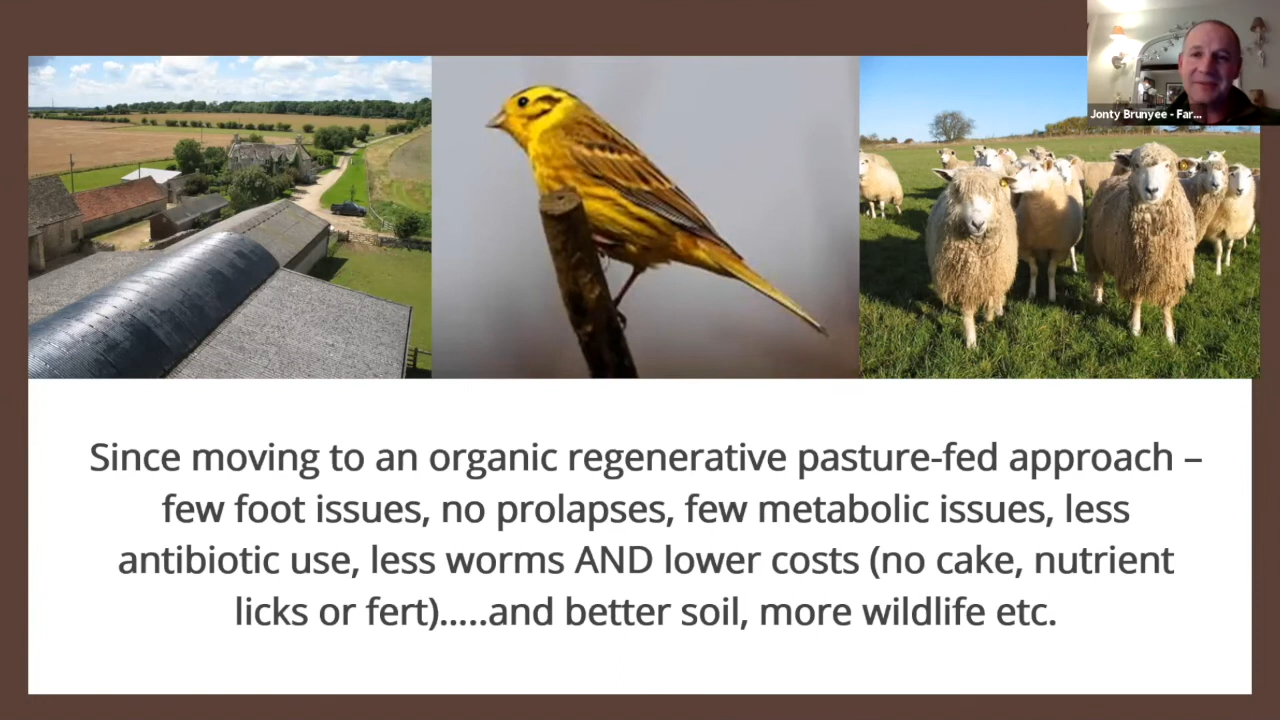 Jonty Brunyee - Far...
Since moving to an organic regenerative pasture-fed approach –
few foot issues, no prolapses, few metabolic issues, less
antibiotic use, less worms AND lower costs (no cake, nutrient
licks or fert)…..and better soil, more wildlife etc.